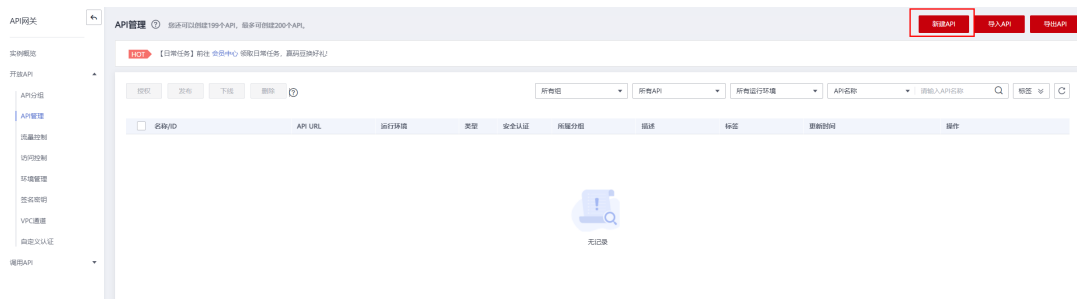 API网关
API管理 您还可以创建199个API，最多可创建200个API。
新建API 导入API 导出API
HOT 【日常任务】前往 会员中心 领取日常任务，赢码豆换好礼!
实例概览
开放API
API分组
API管理
流量控制
访问控制
环境管理
签名密钥
VPC通道
自定义认证
调用API
授权 发布 下线 删除
所有组 所有API 所有运行环境 API名称 请输入API名称 标签
名称/ID API URL 运行环境 类型 安全认证 所属分组 描述 标签 更新时间 操作
无记录